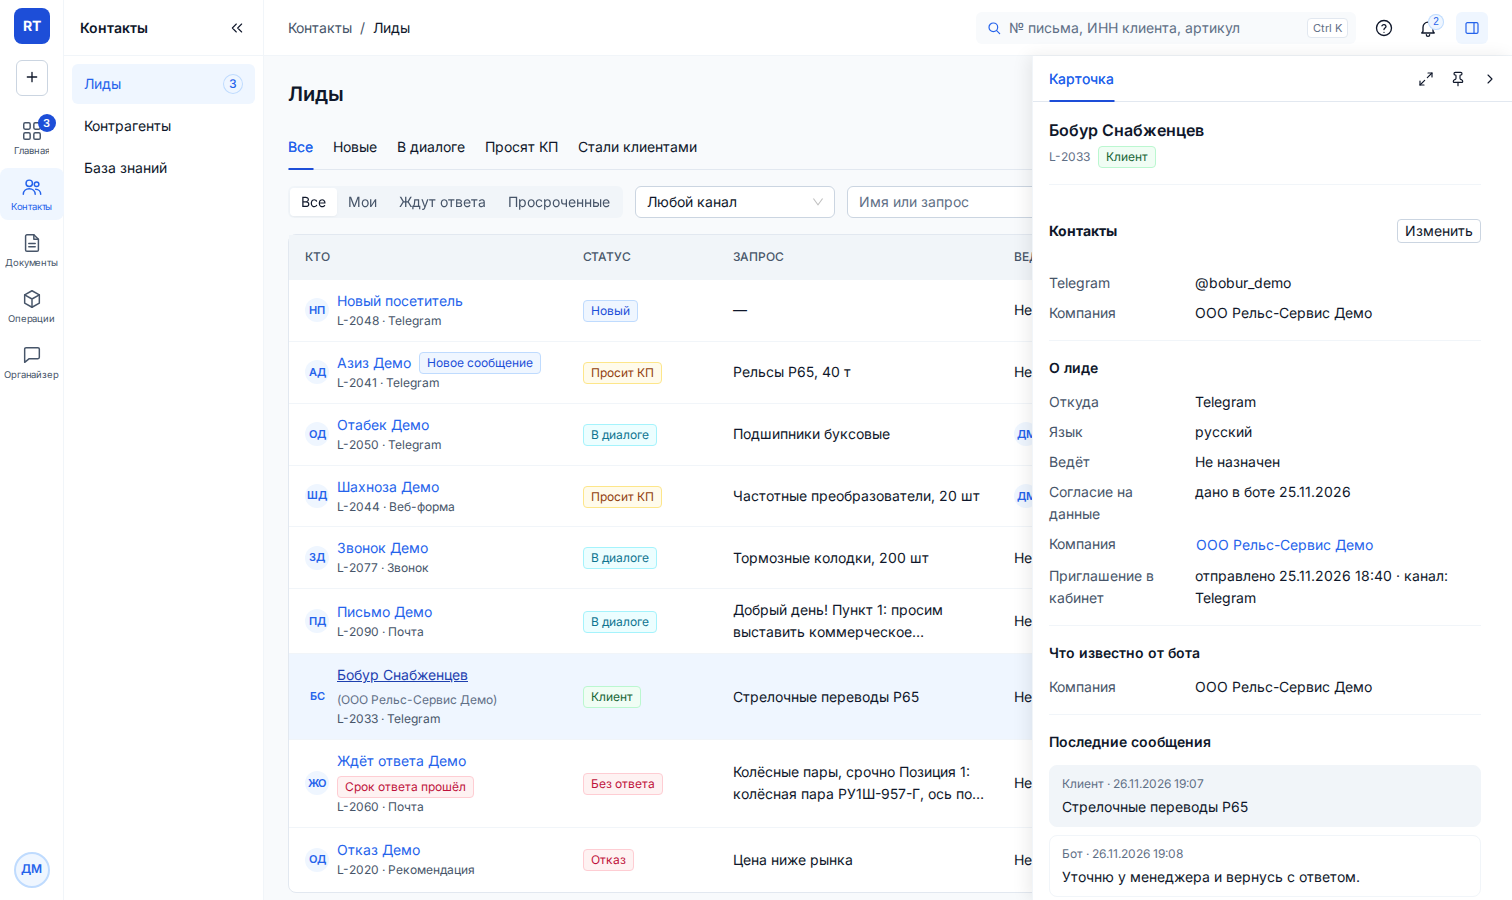 RT
Контакты
Контакты / Лиды
№ письма, ИНН клиента, артикул
Ctrl K
2
+
3
Главная
Контакты
Документы
Операции
Органайзер
ДМ
Лиды
3
Контрагенты
База знаний
Лиды
Все
Новые
В диалоге
Просят КП
Стали клиентами
Все
Мои
Ждут ответа
Просроченные
Любой канал
Имя или запрос
КТО
СТАТУС
ЗАПРОС
НП
Новый посетитель
L-2048 · Telegram
Новый
—
Не
АД
Азиз Демо
Новое сообщение
L-2041 · Telegram
Просит КП
Рельсы Р65, 40 т
Не
ОД
Отабек Демо
L-2050 · Telegram
В диалоге
Подшипники буксовые
ШД
Шахноза Демо
L-2044 · Веб-форма
Просит КП
Частотные преобразователи, 20 шт
ЗД
Звонок Демо
L-2077 · Звонок
В диалоге
Тормозные колодки, 200 шт
Не
ПД
Письмо Демо
L-2090 · Почта
В диалоге
Добрый день! Пункт 1: просим
выставить коммерческое...
Не
БС
Бобур Снабженцев
(ООО Рельс-Сервис Демо)
L-2033 · Telegram
Клиент
Стрелочные переводы Р65
Не
ЖО
Ждёт ответа Демо
Срок ответа прошёл
L-2060 · Почта
Без ответа
Колёсные пары, срочно Позиция 1:
колёсная пара РУ1Ш-957-Г, ось по...
Не
ОД
Отказ Демо
L-2020 · Рекомендация
Отказ
Цена ниже рынка
Не
Карточка
Бобур Снабженцев
L-2033
Клиент
Контакты
Изменить
Telegram
@bobur_demo
Компания
ООО Рельс-Сервис Демо
О лиде
Откуда
Telegram
Язык
русский
Ведёт
Не назначен
Согласие на
данные
дано в боте 25.11.2026
Компания
ООО Рельс-Сервис Демо
Приглашение в
кабинет
отправлено 25.11.2026 18:40 · канал:
Telegram
Что известно от бота
Компания
ООО Рельс-Сервис Демо
Последние сообщения
Клиент · 26.11.2026 19:07
Стрелочные переводы Р65
Бот · 26.11.2026 19:08
Уточню у менеджера и вернусь с ответом.